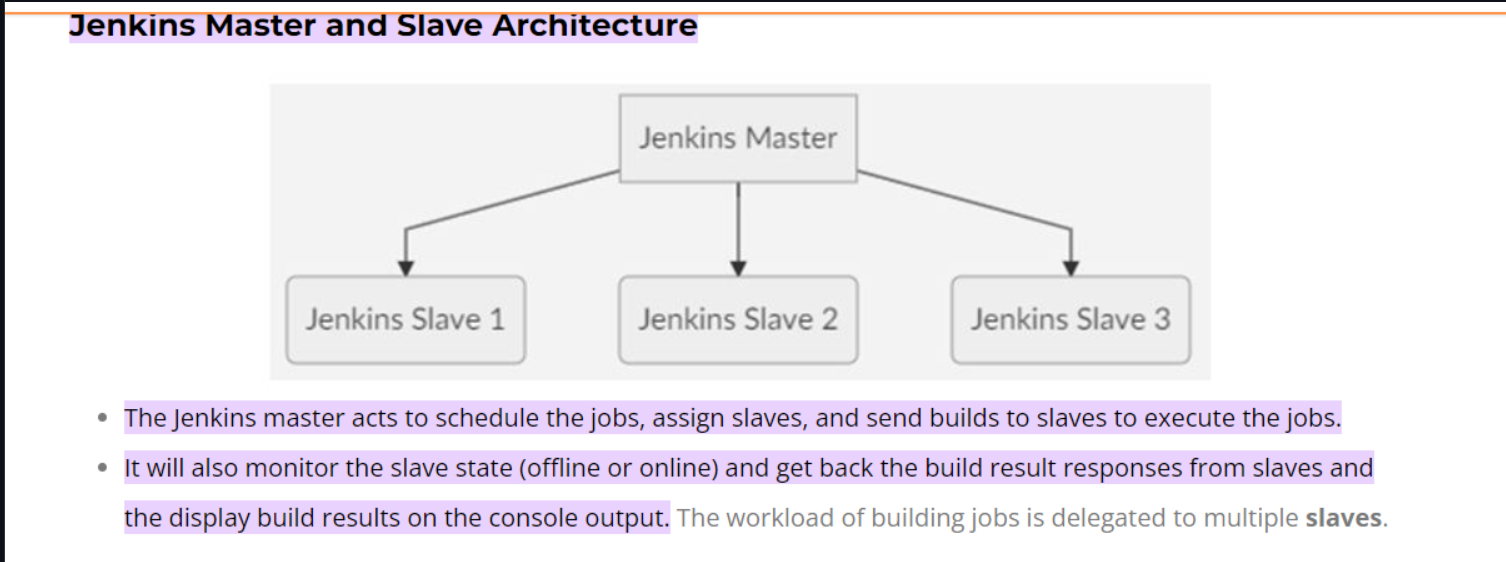 Jenkins Master and Slave Architecture
Jenkins Master
Jenkins Slave 1
Jenkins Slave 2
Jenkins Slave 3
The Jenkins master acts to schedule the jobs, assign slaves, and send builds to slaves to execute the jobs.
It will also monitor the slave state (offline or online) and get back the build result responses from slaves and
the display build results on the console output. The workload of building jobs is delegated to multiple slaves.